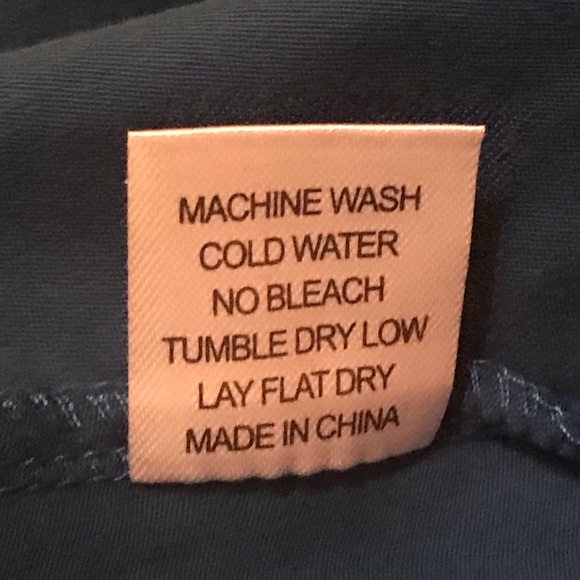 MACHINE WASH
COLD WATER
NO BLEACH
TUMBLE DRY LOW
LAY FLAT DRY
MADE IN CHINA